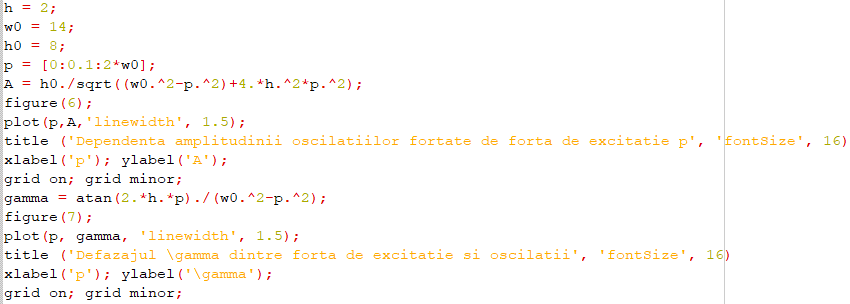 h = 2;
w0 = 14;
h0 = 8;
p = [0:0.1:2*w0];
A = h0./sqrt((w0.^2-p.^2)+4.*h.^2*p.^2);
figure(6);
plot(p,A,'linewidth', 1.5);
title ('Dependenta amplitudinii oscilatiilor fortate de forta de excitatie p', 'fontSize', 16)
xlabel('p'); ylabel('A');
grid on; grid minor;
gamma = atan(2.*h.*p)./(w0.^2-p.^2);
figure(7);
plot(p, gamma, 'linewidth', 1.5);
title ('Defazajul \gamma dintre forta de excitatie si oscilatii', 'fontSize', 16)
xlabel('p'); ylabel('\gamma');
grid on; grid minor;